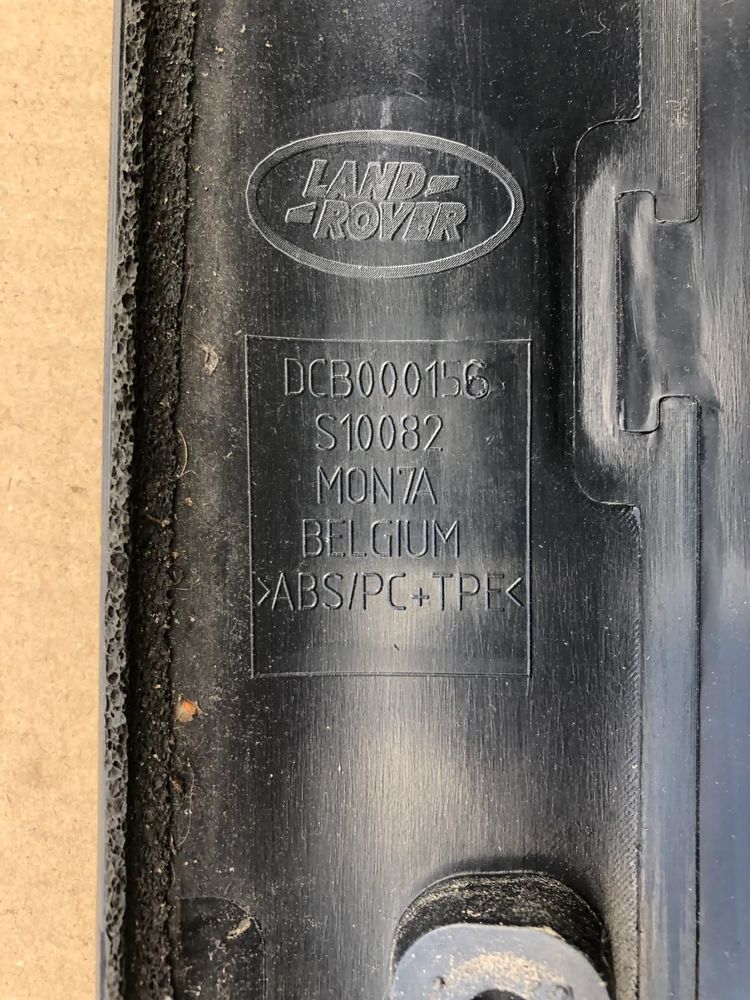 LAND-
-ROVER
DCB000156
S10082
MON7A
BELGIUM
>ABS/PC+TPE<